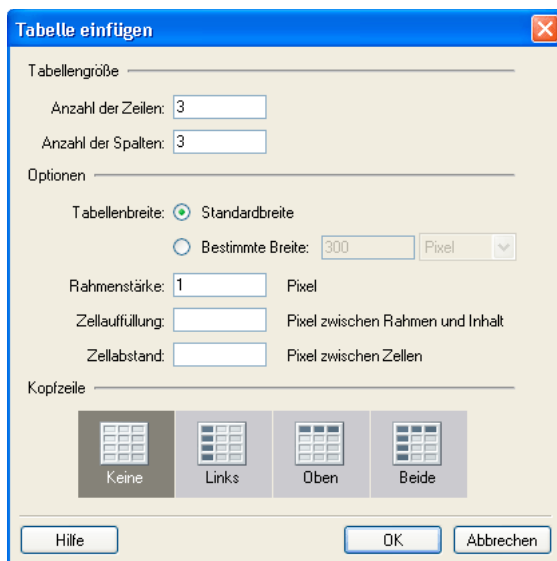 Tabelle einfügen
Tabellengröße
Anzahl der Zeilen: 3
Anzahl der Spalten: 3
Optionen
Tabellenbreite: Standardbreite
Bestimmte Breite: 300 Pixel
Rahmenstärke: 1 Pixel
Zellauffüllung: Pixel zwischen Rahmen und Inhalt
Zellabstand: Pixel zwischen Zellen
Kopfzeile
Keine Links Oben Beide
Hilfe OK Abbrechen